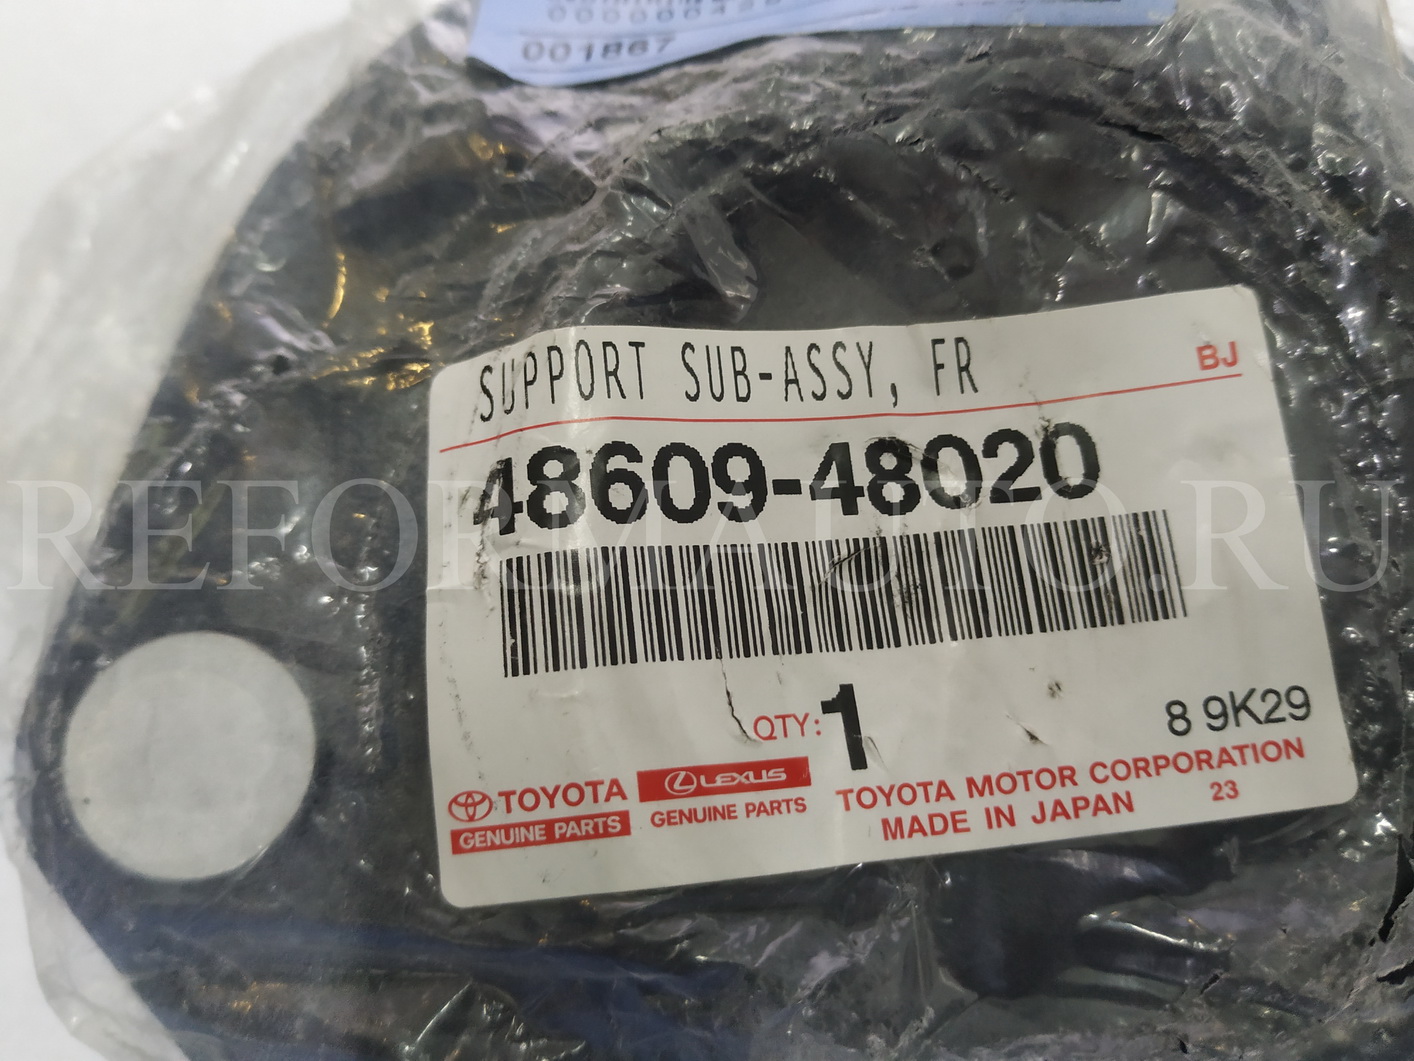 001867
SUPPORT SUB-ASSY, FR
BJ
48609-48020
REFORMAUTO.RU
QTY: 1
8 9K29
TOYOTA
GENUINE PARTS
LEXUS
GENUINE PARTS
TOYOTA MOTOR CORPORATION
MADE IN JAPAN
23